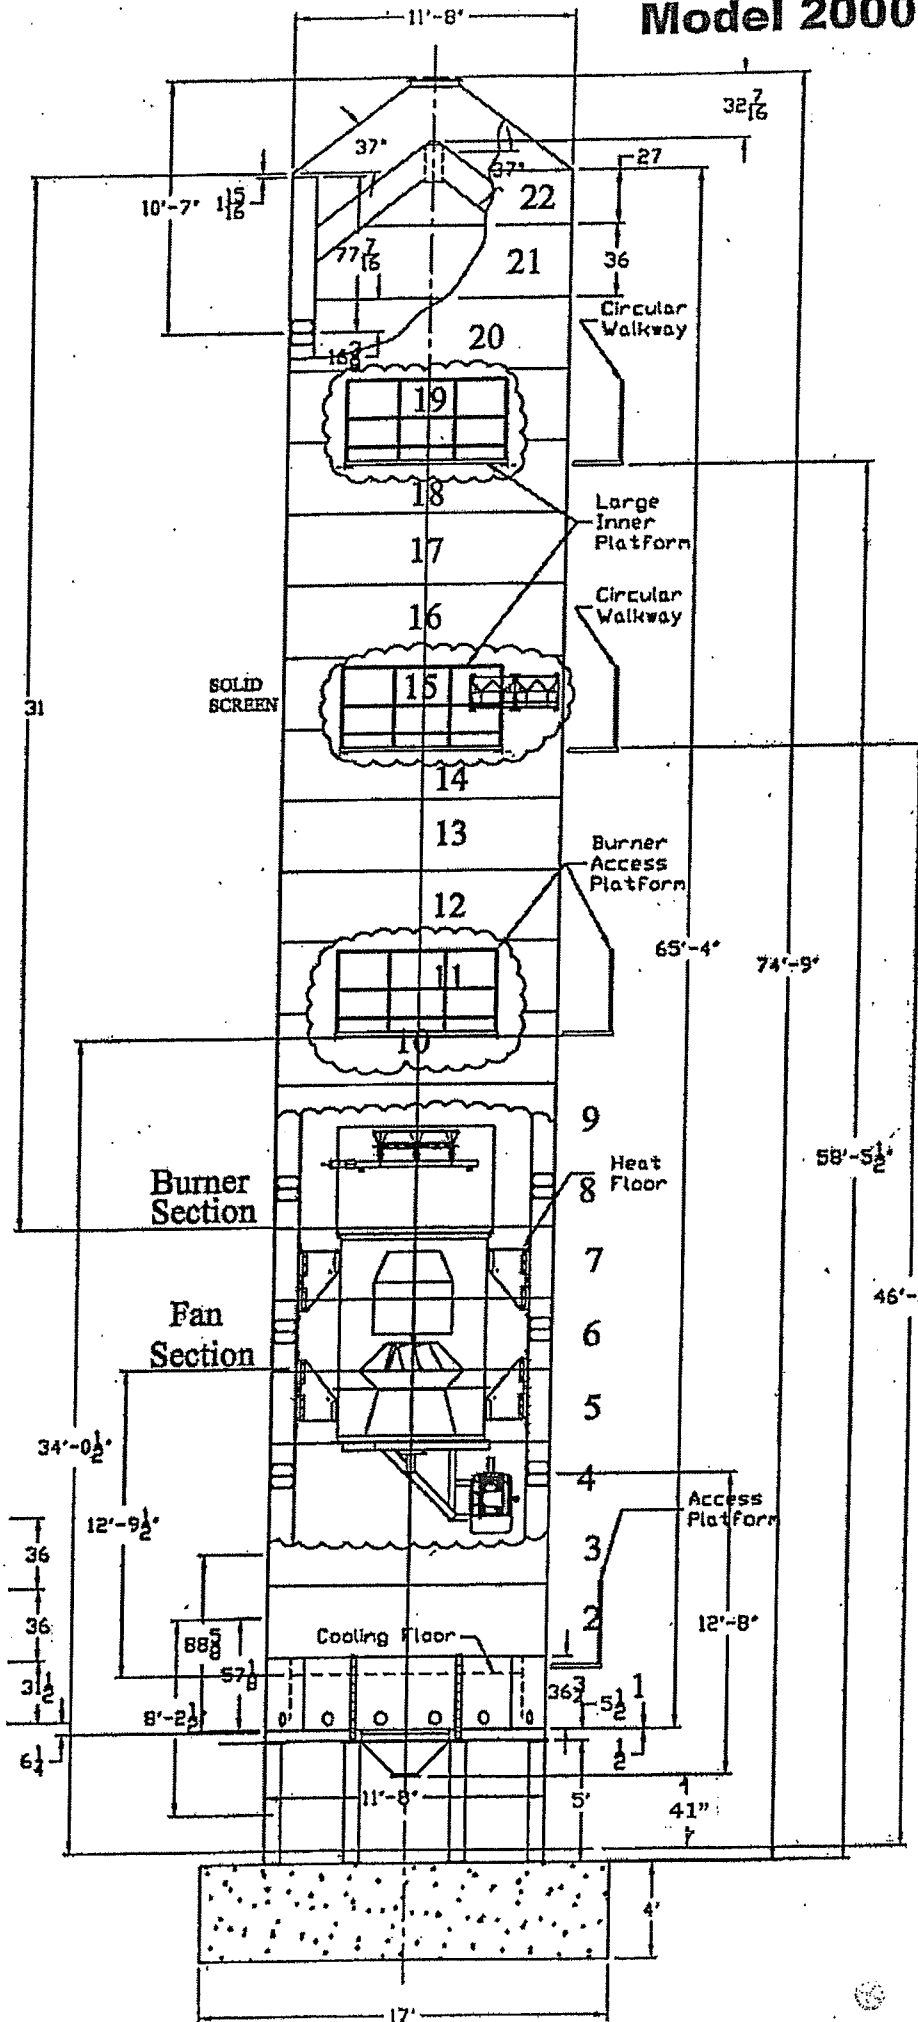 Model 2000
11'-8"
32 7/16
37°
37°
27
10'-7"
1 15/16
22
77 7/16
21
36
Circular
Walkway
20
19
18
Large
Inner
Platform
17
Circular
Walkway
16
SOLID
SCREEN
15
31
14
13
Burner
Access
Platform
12
65'-4"
74'-9"
11
10
9
58'-5 1/2"
Burner
Section
8
Heat
Floor
7
46'-
Fan
Section
6
5
34'-0 1/2"
4
Access
Platform
12'-9 1/2"
3
36
2
12'-8"
36
88 5/8
Cooling Floor
57 1/8
31 1/2
1
5 1/2
8'-2 1/2"
6 1/4
1/2
11'-8"
5'
41"
4'
17'